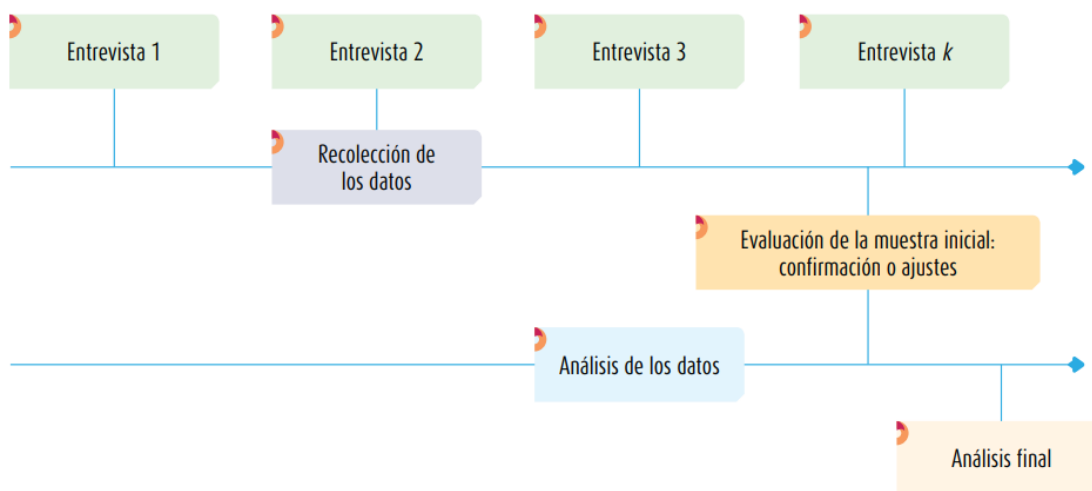 Entrevista 1
Entrevista 2
Entrevista 3
Entrevista k
Recolección de
los datos
Evaluación de la muestra inicial:
confirmación o ajustes
Análisis de los datos
Análisis final